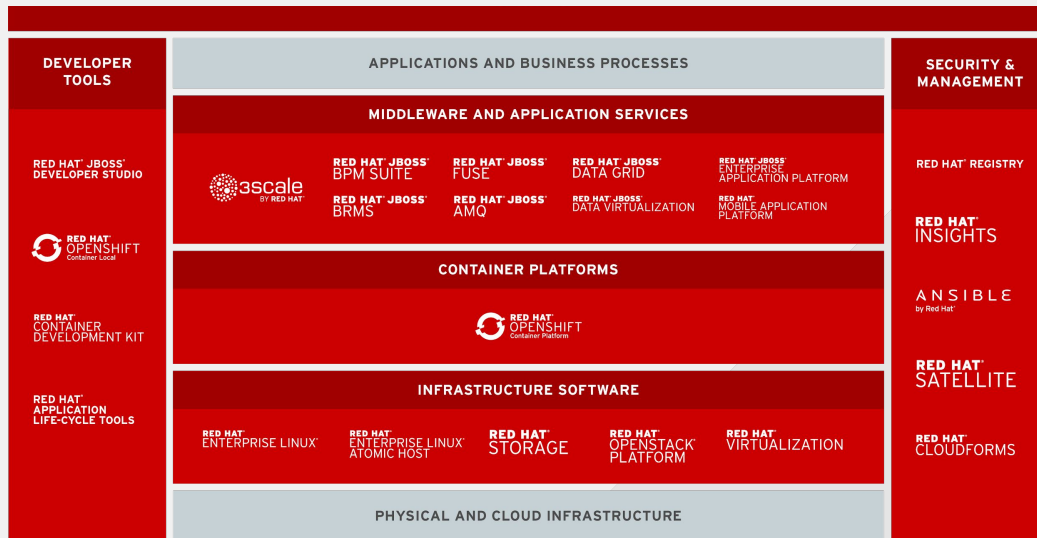 DEVELOPER
TOOLS
RED HAT® JBOSS®
DEVELOPER STUDIO
RED HAT®
OPENSHIFT
Container Local
RED HAT®
CONTAINER
DEVELOPMENT KIT
RED HAT®
APPLICATION
LIFE-CYCLE TOOLS
APPLICATIONS AND BUSINESS PROCESSES
MIDDLEWARE AND APPLICATION SERVICES
3scale
BY RED HAT®
RED HAT® JBOSS®
BPM SUITE
RED HAT® JBOSS®
FUSE
RED HAT® JBOSS®
DATA GRID
RED HAT® JBOSS®
ENTERPRISE
APPLICATION PLATFORM
RED HAT® JBOSS®
BRMS
RED HAT® JBOSS®
AMQ
RED HAT® JBOSS®
DATA VIRTUALIZATION
RED HAT®
MOBILE APPLICATION
PLATFORM
CONTAINER PLATFORMS
RED HAT®
OPENSHIFT
Container Platform
INFRASTRUCTURE SOFTWARE
RED HAT®
ENTERPRISE LINUX®
RED HAT®
ENTERPRISE LINUX®
ATOMIC HOST
RED HAT®
STORAGE
RED HAT®
OPENSTACK®
PLATFORM
RED HAT®
VIRTUALIZATION
PHYSICAL AND CLOUD INFRASTRUCTURE
SECURITY &
MANAGEMENT
RED HAT® REGISTRY
RED HAT®
INSIGHTS
ANSIBLE
by Red Hat®
RED HAT®
SATELLITE
RED HAT®
CLOUDFORMS